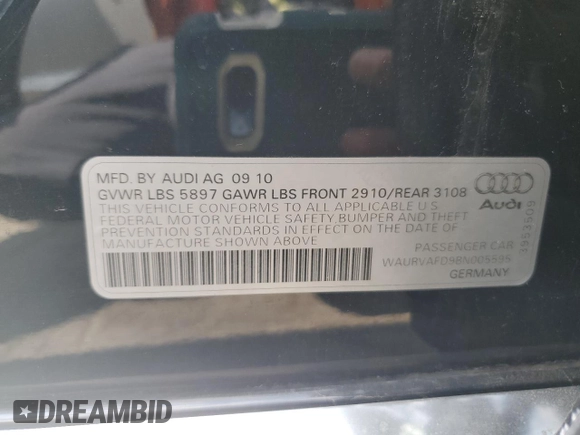 MFD. BY AUDI AG 09 10
GVWR LBS 5897 GAWR LBS FRONT 2910/REAR 3108
THIS VEHICLE CONFORMS TO ALL APPLICABLE U.S
FEDERAL MOTOR VEHICLE SAFETY, BUMPER AND THEFT
PREVENTION STANDARDS IN EFFECT ON THE DATE OF
MANUFACTURE SHOWN ABOVE
Audi
PASSENGER CAR
WAURVAFD9BN005595
GERMANY
1953509
DREAMBID